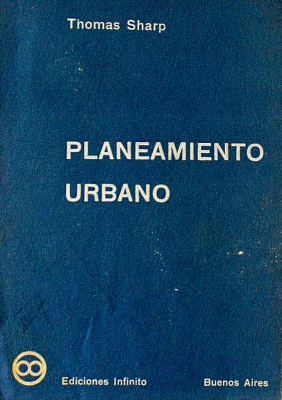 Thomas Sharp
PLANEAMIENTO
URBANO
Ediciones Infinito
Buenos Aires